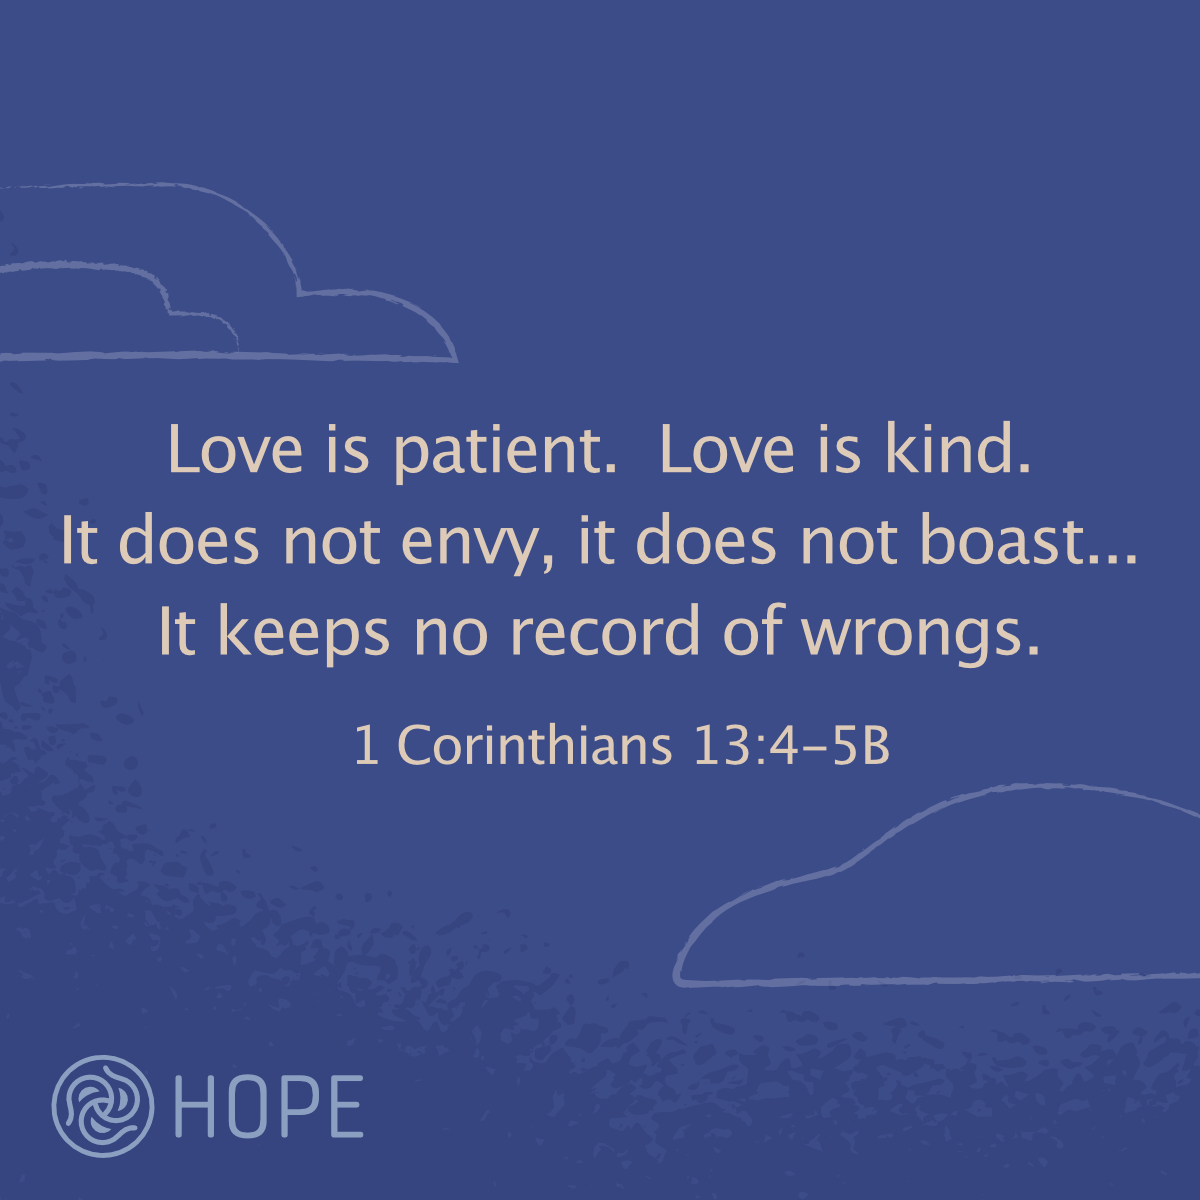 Love is patient.  Love is kind.
It does not envy, it does not boast...
It keeps no record of wrongs.
1 Corinthians 13:4–5B
HOPE